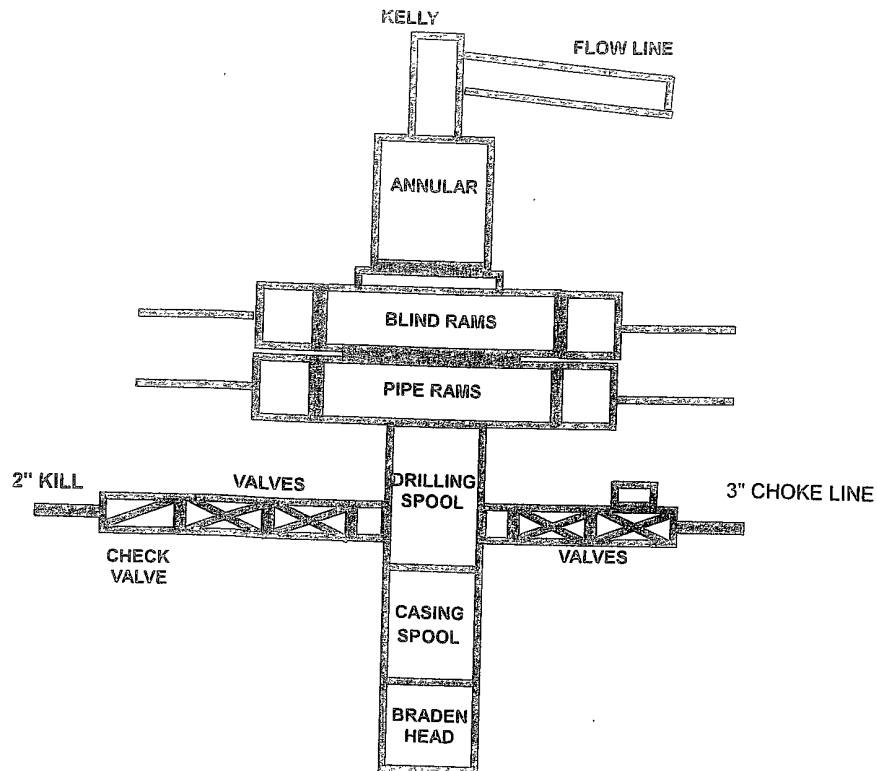 KELLY
FLOW LINE
ANNULAR
BLIND RAMS
PIPE RAMS
2" KILL
VALVES
DRILLING
SPOOL
3" CHOKE LINE
CHECK
VALVE
VALVES
CASING
SPOOL
BRADEN
HEAD